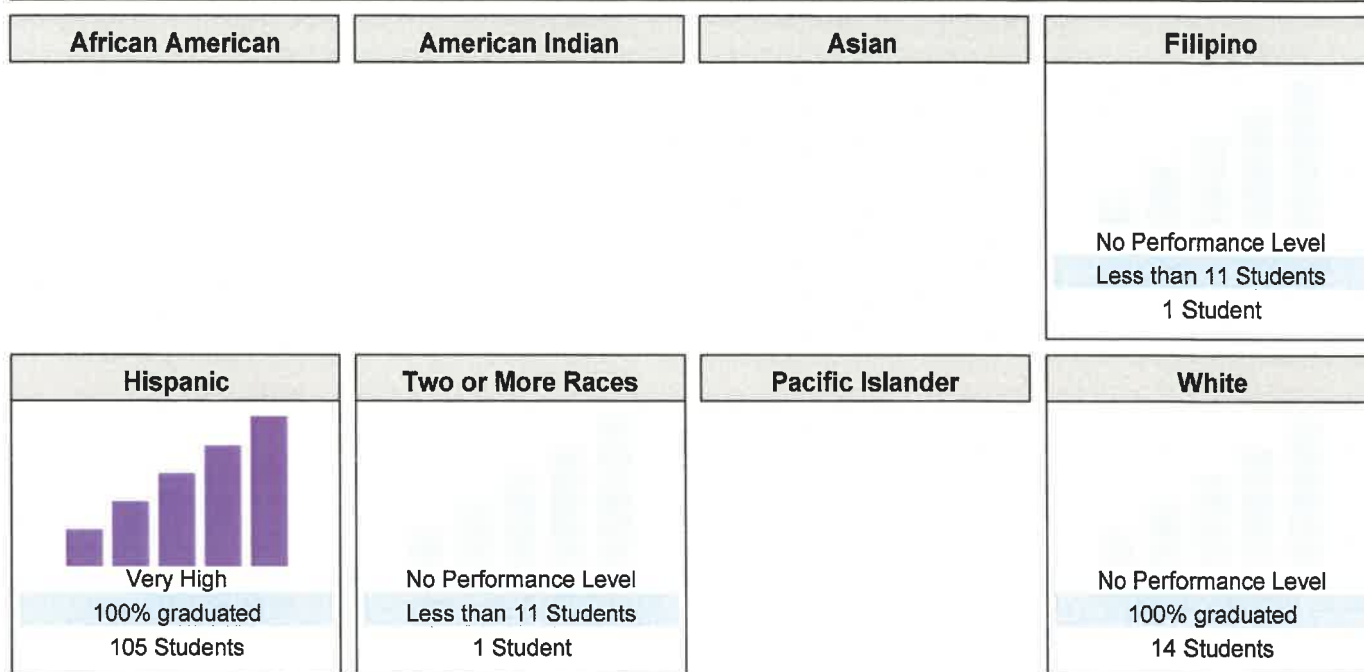 African American
American Indian
Asian
Filipino
No Performance Level
Less than 11 Students
1 Student
Hispanic
Very High
100% graduated
105 Students
Two or More Races
No Performance Level
Less than 11 Students
1 Student
Pacific Islander
White
No Performance Level
100% graduated
14 Students